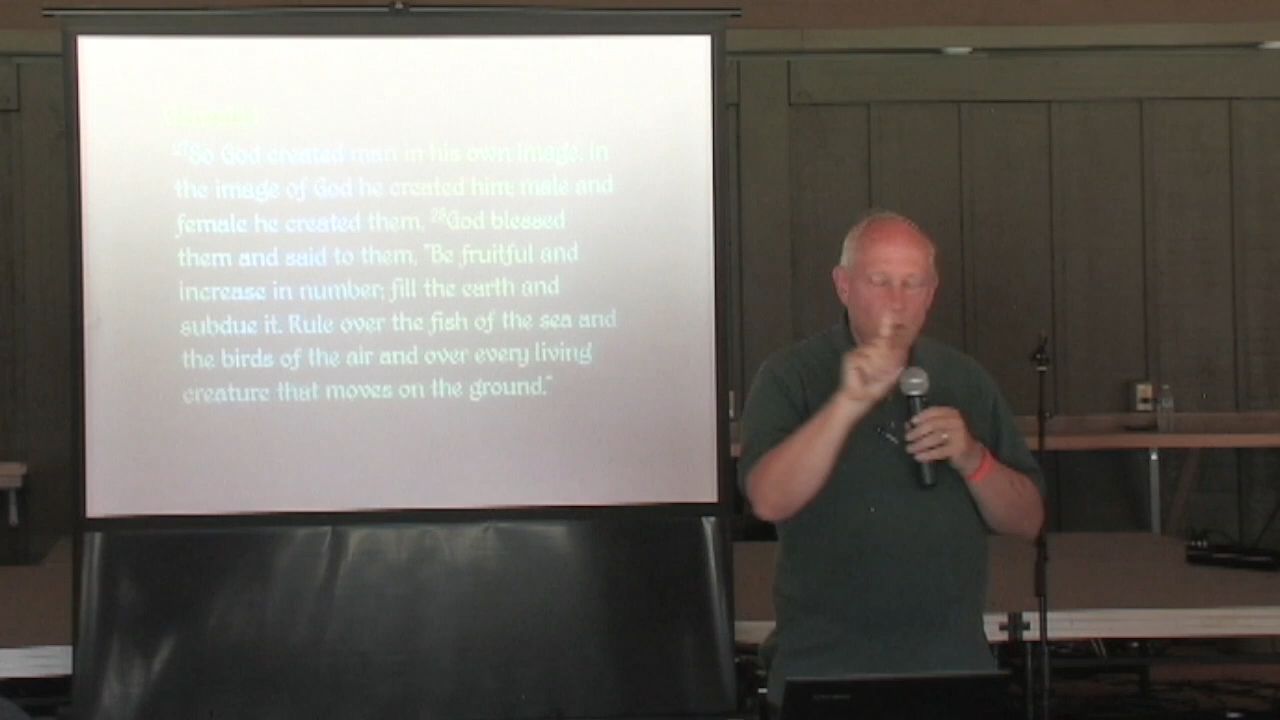 ²⁷So God created man in his own image. In
the image of God he created him; male and
female he created them. ²⁸God blessed
them and said to them, "Be fruitful and
increase in number; fill the earth and
subdue it. Rule over the fish of the sea and
the birds of the air and over every living
creature that moves on the ground."